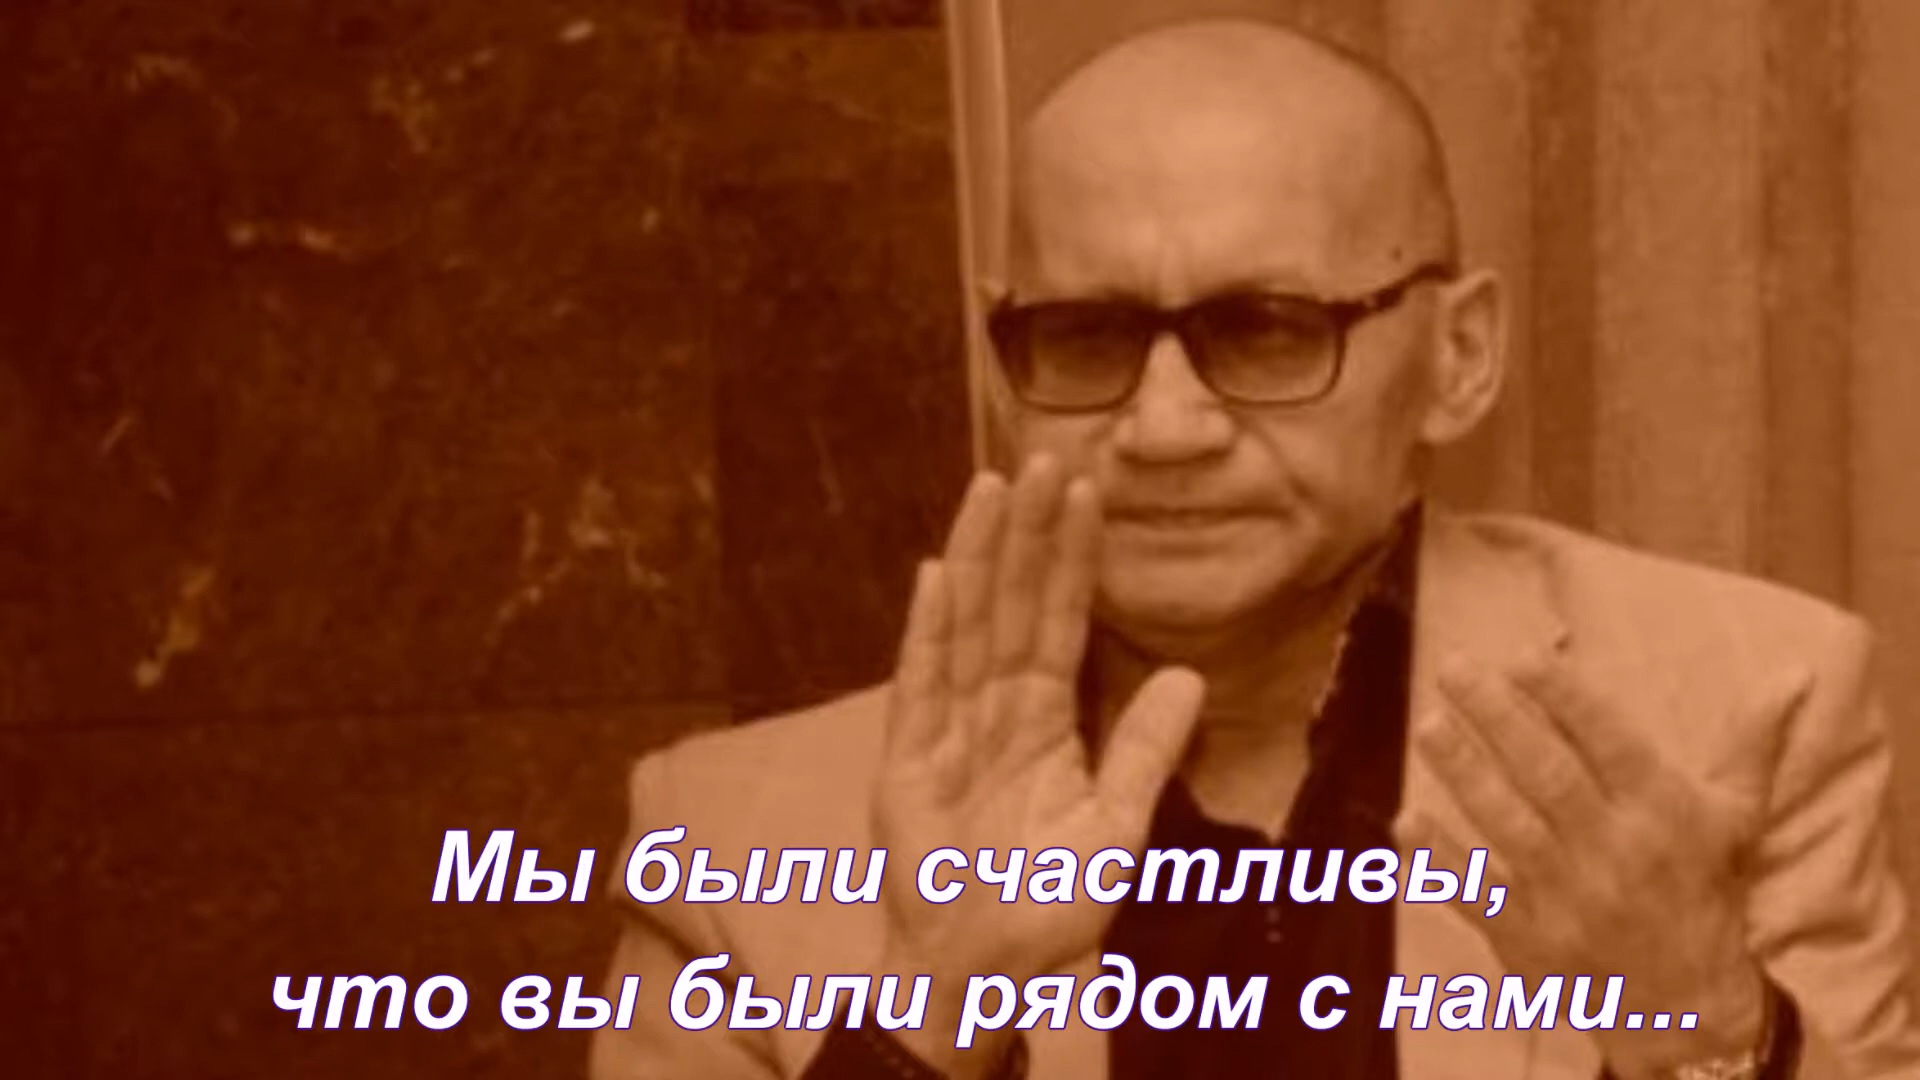 Мы были счастливы,
что вы были рядом с нами...